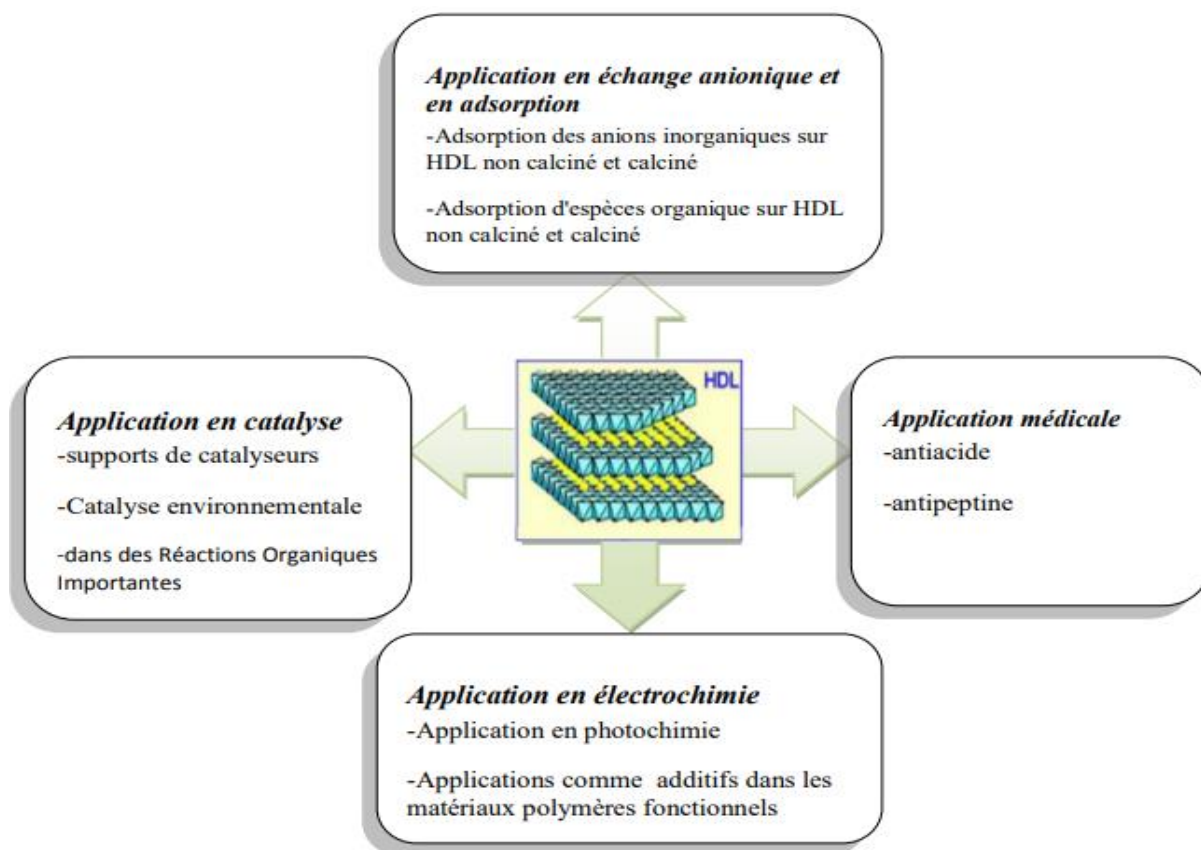 Application en échange anionique et
en adsorption
-Adsorption des anions inorganiques sur
HDL non calciné et calciné
-Adsorption d'espèces organique sur HDL
non calciné et calciné
Application en catalyse
-supports de catalyseurs
-Catalyse environnementale
-dans des Réactions Organiques
Importantes
HDL
Application médicale
-antiacide
-antipeptine
Application en électrochimie
-Application en photochimie
-Applications comme additifs dans les
matériaux polymères fonctionnels